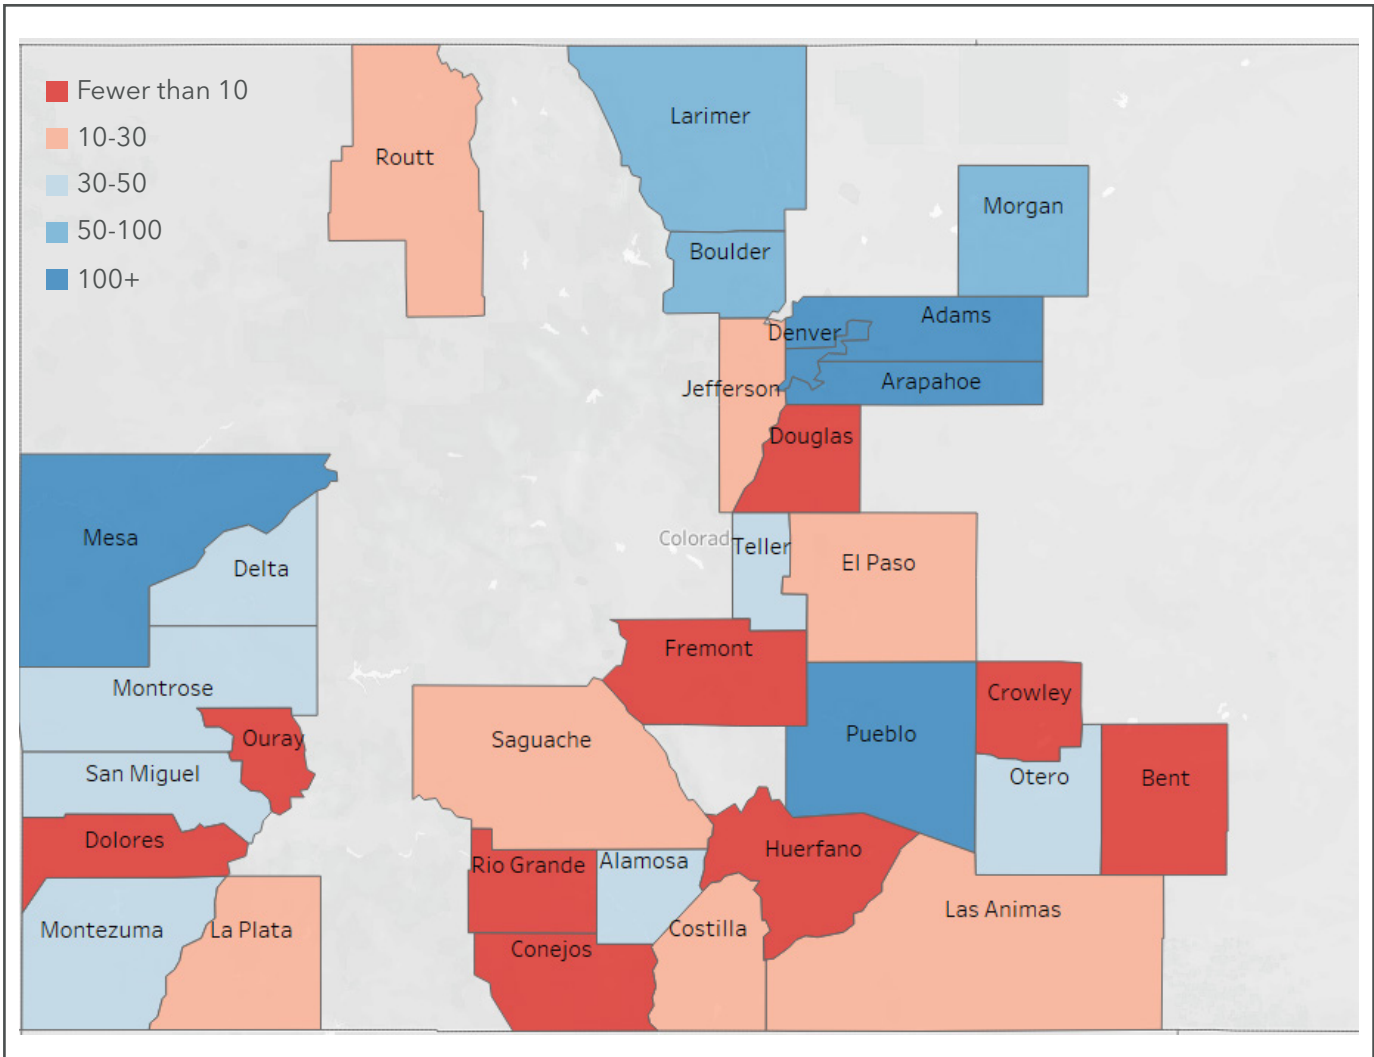 Fewer than 10
10-30
30-50
50-100
100+
Routt
Larimer
Morgan
Boulder
Adams
Denver
Arapahoe
Jefferson
Douglas
Mesa
Colorad
Teller
Delta
El Paso
Fremont
Montrose
Crowley
Ouray
Saguache
Pueblo
San Miguel
Otero
Bent
Dolores
Rio Grande
Alamosa
Huerfano
Las Animas
Montezuma
La Plata
Costilla
Conejos